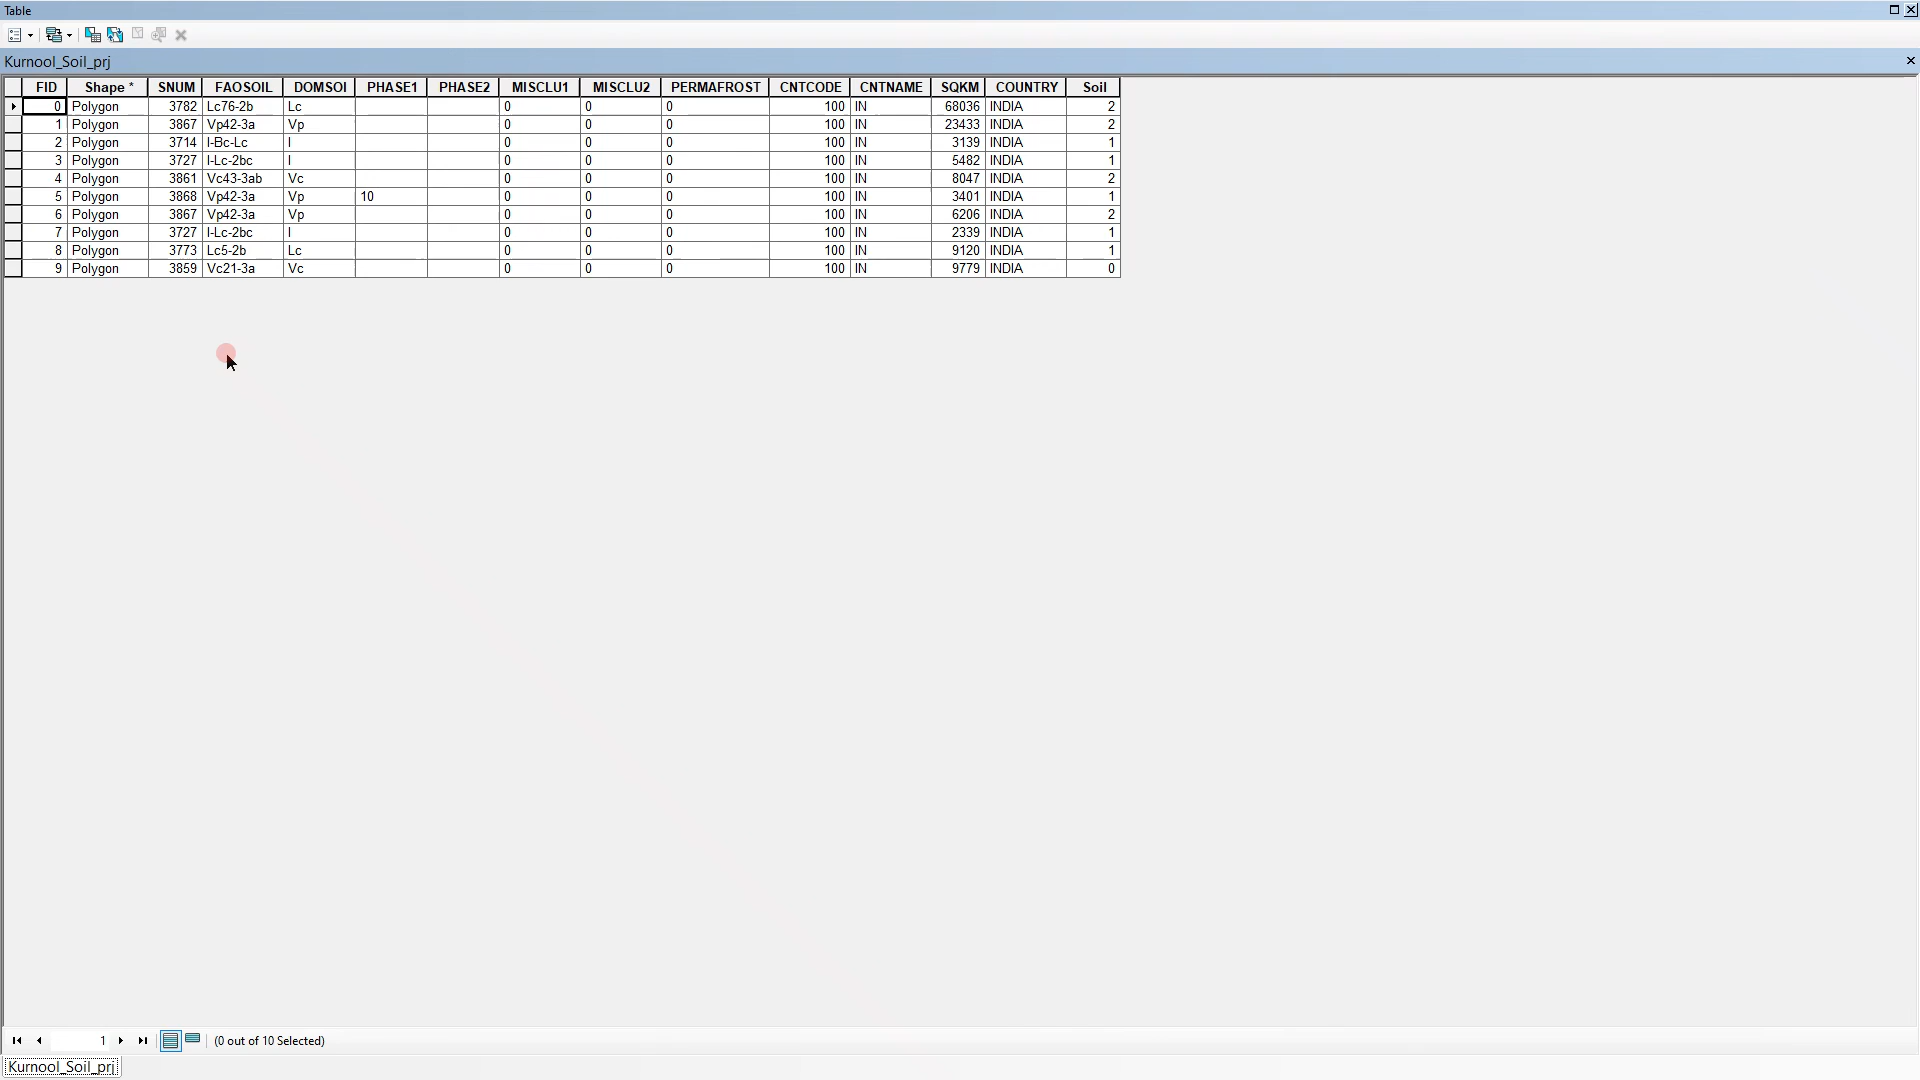 Table
Kurnool_Soil_prj
FID Shape * SNUM FAOSOIL DOMSOI PHASE1 PHASE2 MISCLU1 MISCLU2 PERMAFROST CNTCODE CNTNAME SQKM COUNTRY Soil
0 Polygon 3782 Lc76-2b Lc 0 0 0 100 IN 68036 INDIA 2
1 Polygon 3867 Vp42-3a Vp 0 0 0 100 IN 23433 INDIA 2
2 Polygon 3714 I-Bc-Lc I 0 0 0 100 IN 3139 INDIA 1
3 Polygon 3727 I-Lc-2bc I 0 0 0 100 IN 5482 INDIA 1
4 Polygon 3861 Vc43-3ab Vc 0 0 0 100 IN 8047 INDIA 2
5 Polygon 3868 Vp42-3a Vp 10 0 0 0 100 IN 3401 INDIA 1
6 Polygon 3867 Vp42-3a Vp 0 0 0 100 IN 6206 INDIA 2
7 Polygon 3727 I-Lc-2bc I 0 0 0 100 IN 2339 INDIA 1
8 Polygon 3773 Lc5-2b Lc 0 0 0 100 IN 9120 INDIA 1
9 Polygon 3859 Vc21-3a Vc 0 0 0 100 IN 9779 INDIA 0
1 (0 out of 10 Selected)
Kurnool_Soil_prj